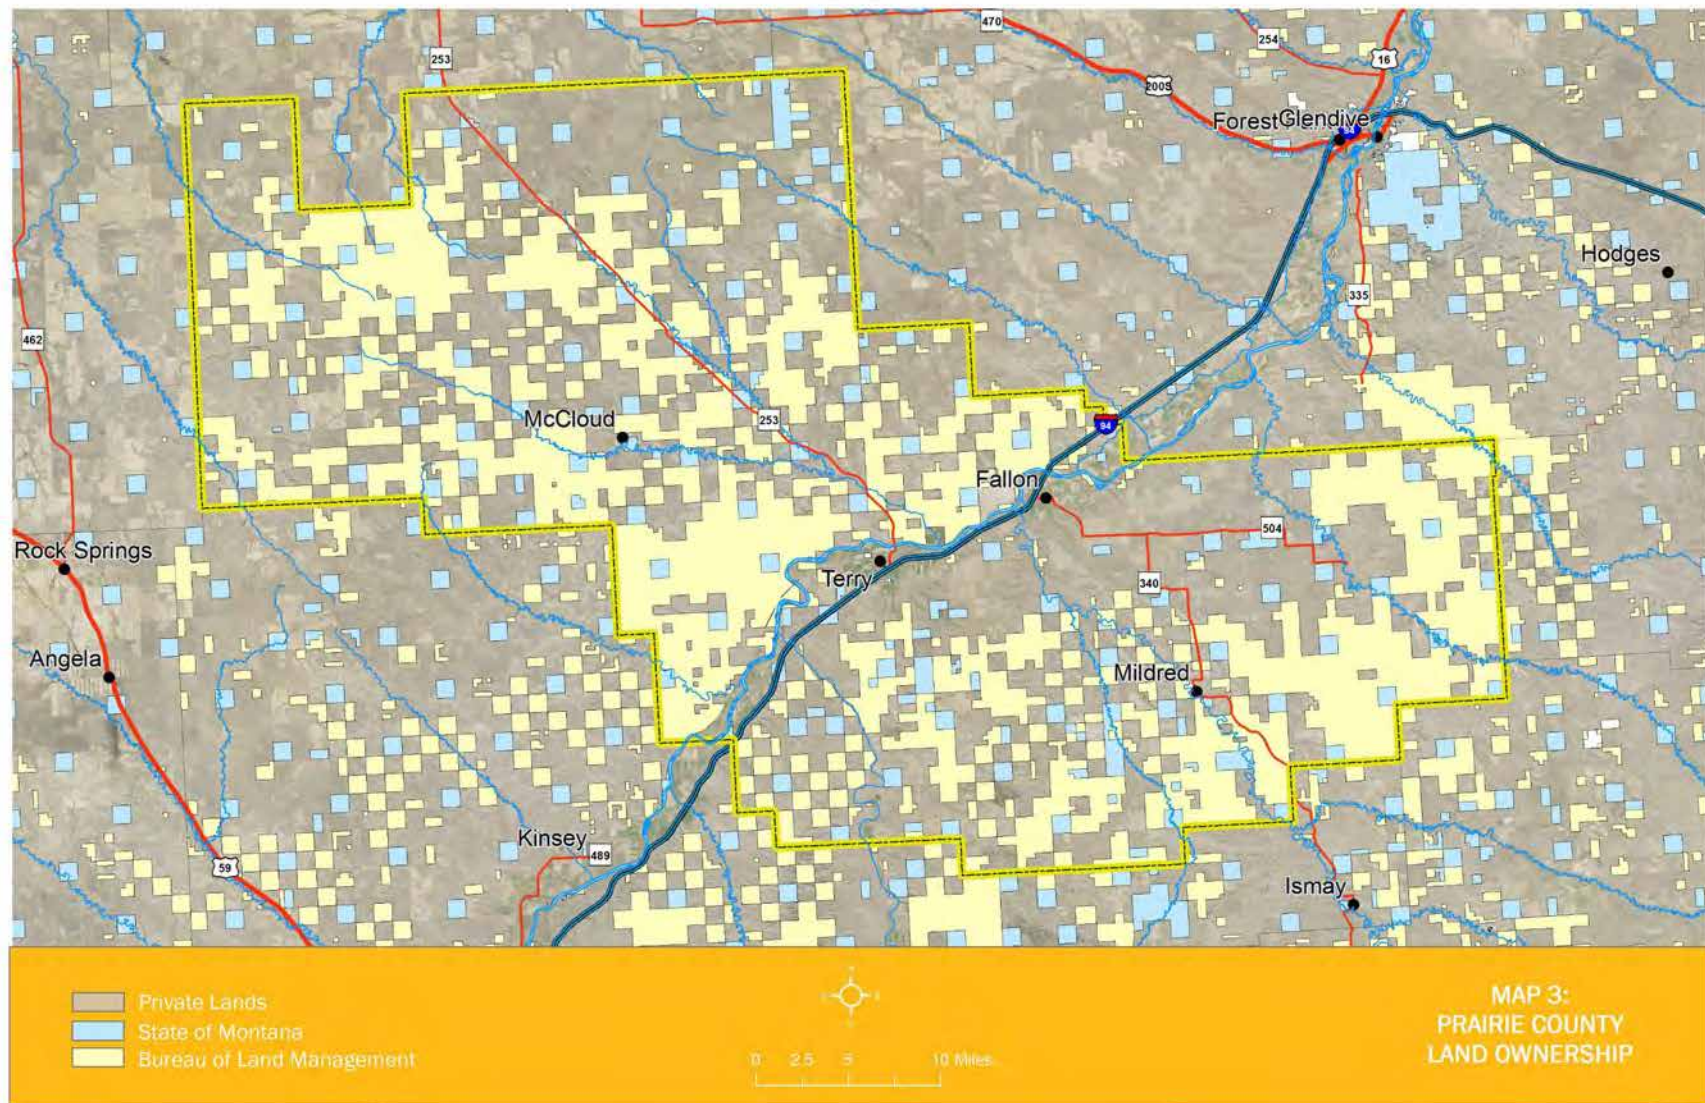 470
254
16
253
200S
Forest
Glendive
94
Hodges
335
462
McCloud
253
94
Fallon
504
Rock Springs
Terry
340
Angela
Mildred
Kinsey
489
59
Ismay
Private Lands
State of Montana
Bureau of Land Management
0 2.5 5 10 Miles
MAP 3:
PRAIRIE COUNTY
LAND OWNERSHIP